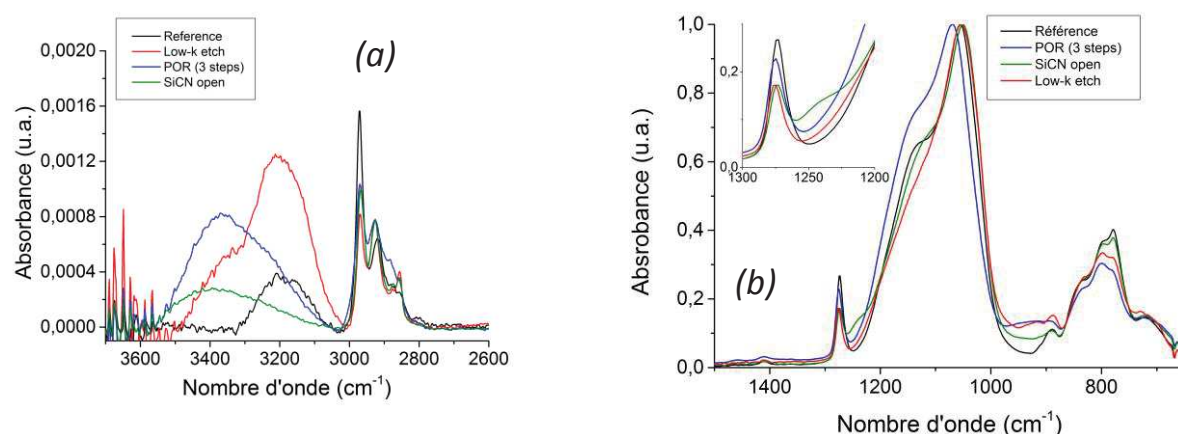 Reference
Low-k etch
POR (3 steps)
SiCN open
(a)
0,0020
0,0016
0,0012
0,0008
0,0004
0,0000
Absorbance (u.a.)
3600 3400 3200 3000 2800 2600
Nombre d'onde (cm-1)
Référence
POR (3 steps)
SiCN open
Low-k etch
(b)
1,0
0,8
0,6
0,4
0,2
0,0
Absrobance (u.a.)
0,2
0,0
1300 1250 1200
1400 1200 1000 800
Nombre d'onde (cm-1)